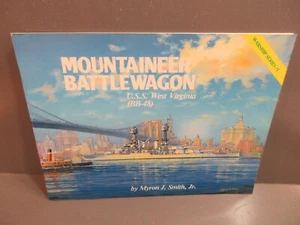 MOUNTAINEER
BATTLEWAGON
U.S.S. West Virginia
(BB-48)
by Myron J. Smith, Jr.